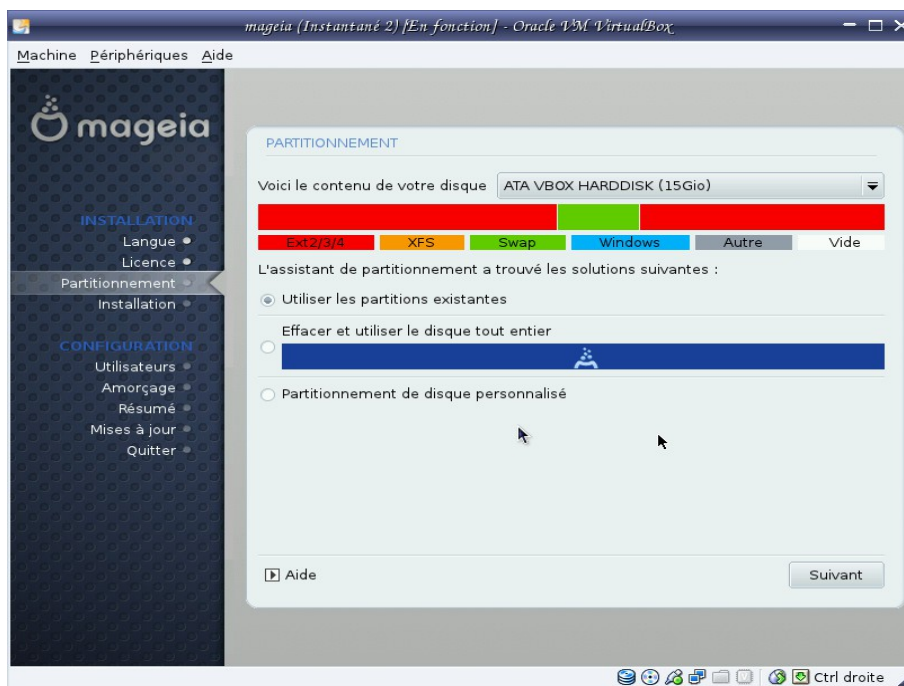 mageia (Instantané 2) [En fonction] - Oracle VM VirtualBox
Machine Périphériques Aide
mageia
INSTALLATION
Langue
Licence
Partitionnement
Installation
CONFIGURATION
Utilisateurs
Amorçage
Résumé
Mises à jour
Quitter
PARTITIONNEMENT
Voici le contenu de votre disque ATA VBOX HARDDISK (15Gio)
Ext2/3/4 XFS Swap Windows Autre Vide
L'assistant de partitionnement a trouvé les solutions suivantes :
Utiliser les partitions existantes
Effacer et utiliser le disque tout entier
Partitionnement de disque personnalisé
Aide
Suivant
Ctrl droite